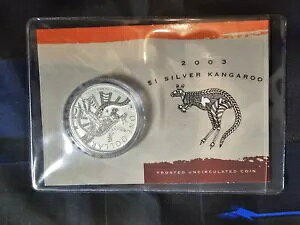 2003
$1 SILVER KANGAROO
FROSTED UNCIRCULATED COIN